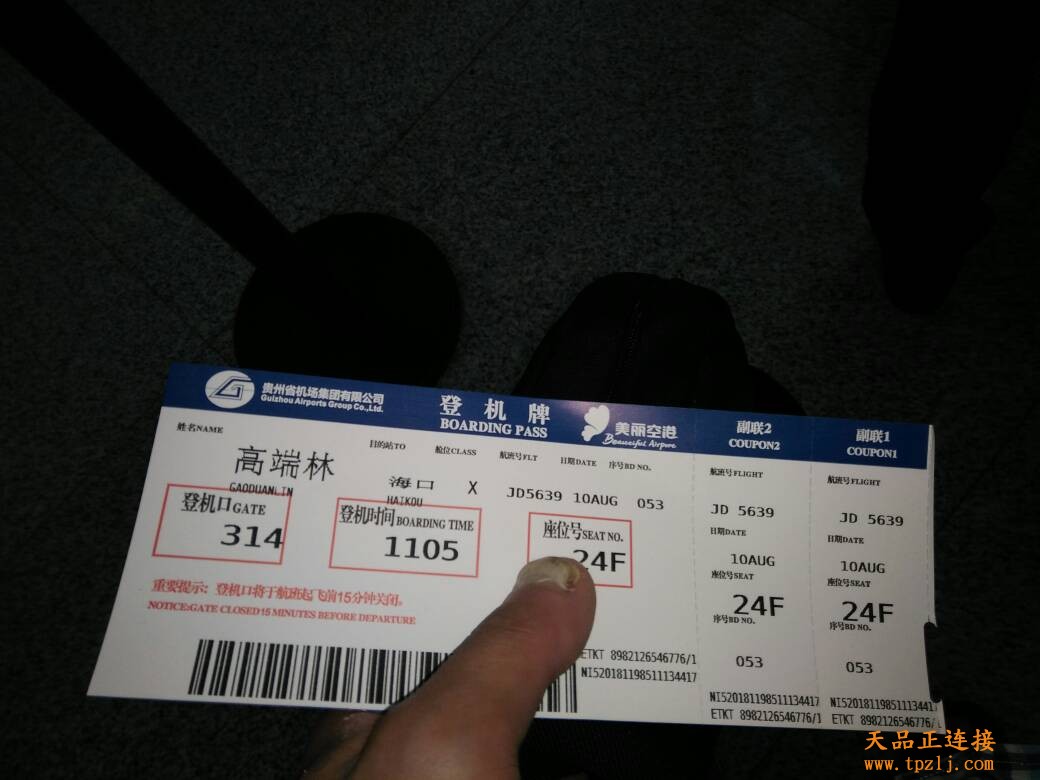 贵州省机场集团有限公司
Guizhou Airports Group Co.,Ltd.
登机牌
BOARDING PASS
美丽空港
Beautiful Airport
副联2
COUPON2
副联1
COUPON1
姓名NAME
目的站TO
舱位CLASS
航班号FLT
日期DATE
序号BD NO.
高端林
GAODUANLIN
海口
HAIKOU
X
JD5639
10AUG
053
登机口GATE
314
登机时间BOARDING TIME
1105
座位号SEAT NO.
24F
重要提示：登机口将于航班起飞前15分钟关闭。
NOTICE:GATE CLOSED 15 MINUTES BEFORE DEPARTURE
ETKT 8982126546776/1
NI520181198511134417
航班号FLIGHT
JD 5639
日期DATE
10AUG
座位号SEAT
24F
序号BD NO.
053
NI520181198511134417
ETKT 8982126546776/1
航班号FLIGHT
JD 5639
日期DATE
10AUG
座位号SEAT
24F
序号BD NO.
053
NI520181198511134417
ETKT 8982126546776/1
天品正连接
www.tpzlj.com